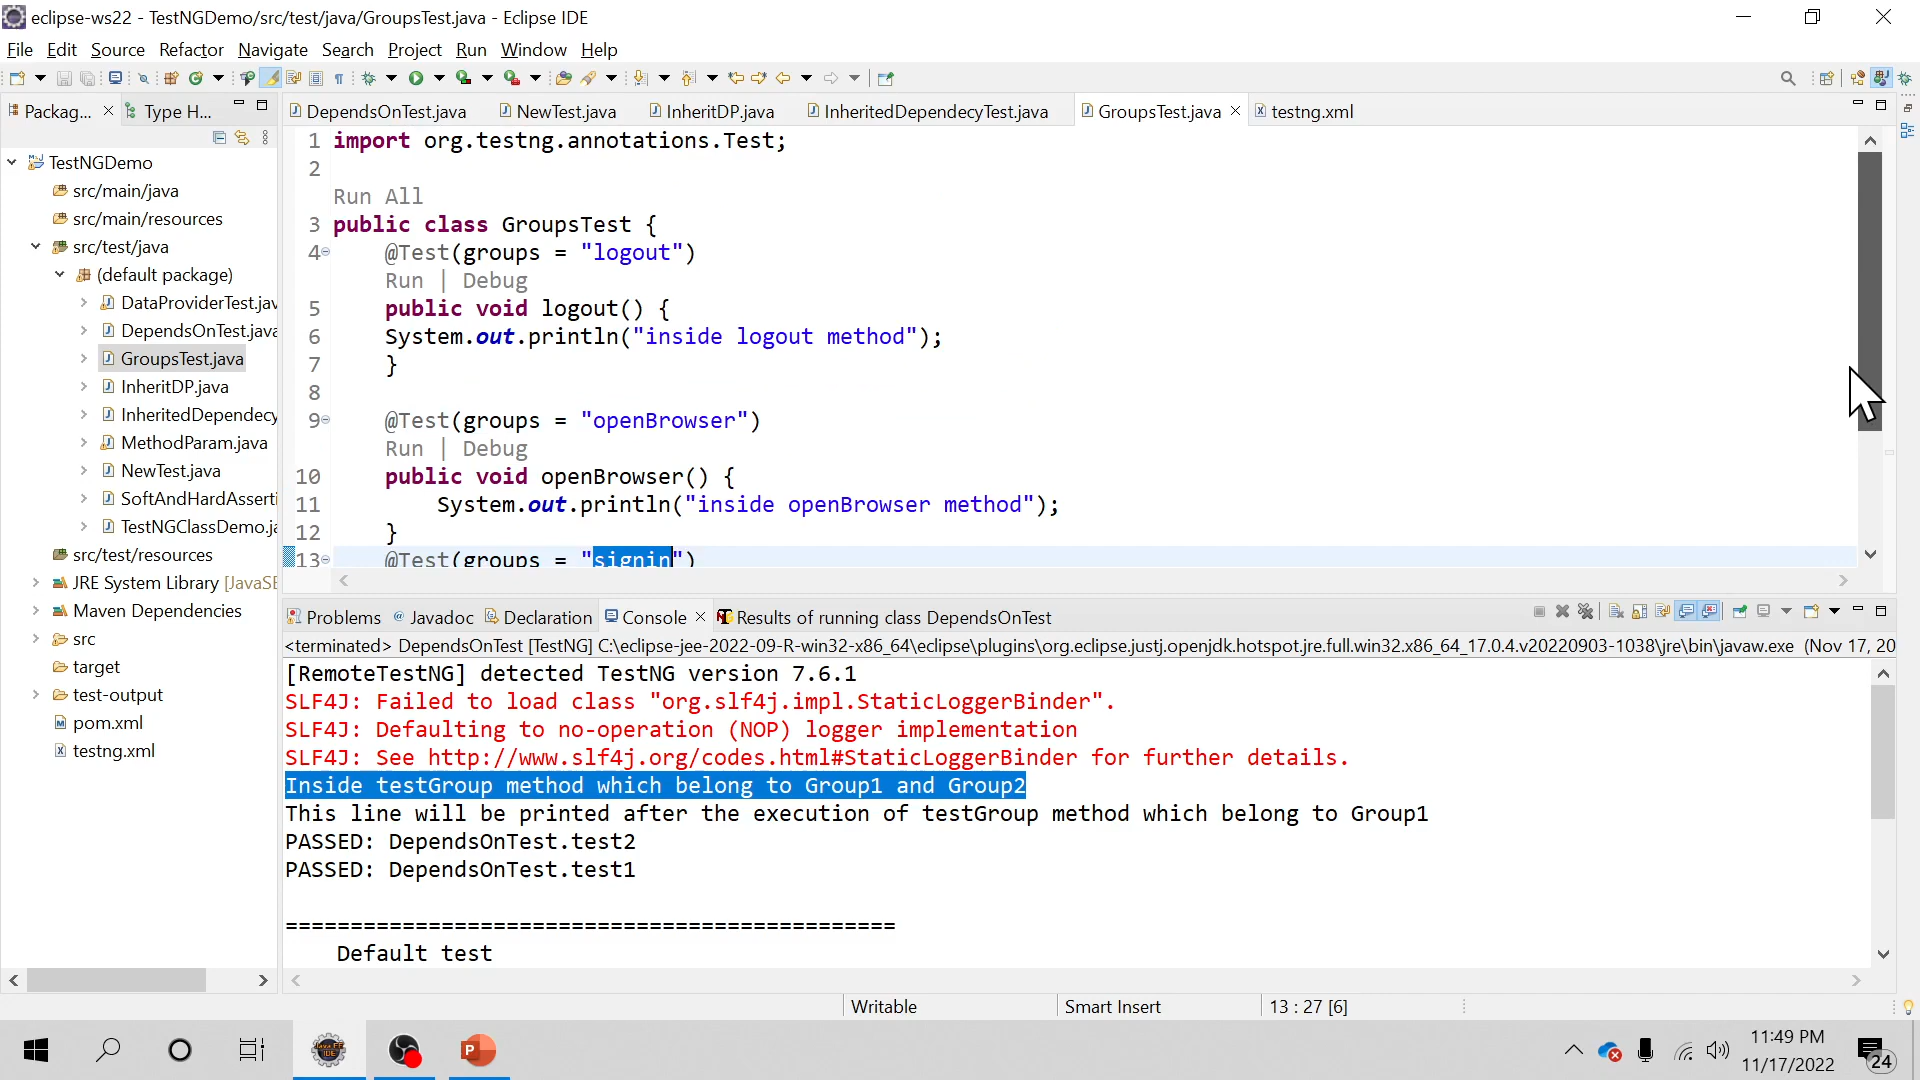 eclipse-ws22 - TestNGDemo/src/test/java/GroupsTest.java - Eclipse IDE
File Edit Source Refactor Navigate Search Project Run Window Help
Packag... Type H...
DependsOnTest.java NewTest.java InheritDP.java InheritedDependecyTest.java GroupsTest.java testng.xml
TestNGDemo
src/main/java
src/main/resources
src/test/java
(default package)
DataProviderTest.jav
DependsOnTest.java
GroupsTest.java
InheritDP.java
InheritedDependecy
MethodParam.java
NewTest.java
SoftAndHardAsserti
TestNGClassDemo.ja
src/test/resources
JRE System Library [JavaSE
Maven Dependencies
src
target
test-output
pom.xml
testng.xml
1 import org.testng.annotations.Test;
2
Run All
3 public class GroupsTest {
4 @Test(groups = "logout")
Run | Debug
5 public void logout() {
6 System.out.println("inside logout method");
7 }
8
9 @Test(groups = "openBrowser")
Run | Debug
10 public void openBrowser() {
11 System.out.println("inside openBrowser method");
12 }
13 @Test(groups = "signin")
Problems Javadoc Declaration Console Results of running class DependsOnTest
<terminated> DependsOnTest [TestNG] C:\eclipse-jee-2022-09-R-win32-x86_64\eclipse\plugins\org.eclipse.justj.openjdk.hotspot.jre.full.win32.x86_64_17.0.4.v20220903-1038\jre\bin\javaw.exe (Nov 17, 20
[RemoteTestNG] detected TestNG version 7.6.1
SLF4J: Failed to load class "org.slf4j.impl.StaticLoggerBinder".
SLF4J: Defaulting to no-operation (NOP) logger implementation
SLF4J: See http://www.slf4j.org/codes.html#StaticLoggerBinder for further details.
Inside testGroup method which belong to Group1 and Group2
This line will be printed after the execution of testGroup method which belong to Group1
PASSED: DependsOnTest.test2
PASSED: DependsOnTest.test1
===============================================
Default test
Writable Smart Insert 13 : 27 [6]
11:49 PM
11/17/2022
24